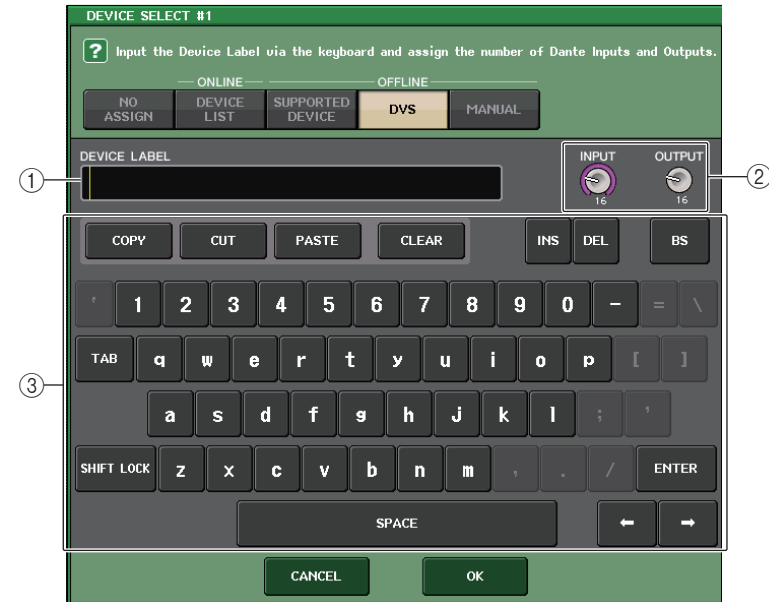 DEVICE SELECT #1
? Input the Device Label via the keyboard and assign the number of Dante Inputs and Outputs.
ONLINE OFFLINE
NO ASSIGN DEVICE LIST SUPPORTED DEVICE DVS MANUAL
DEVICE LABEL INPUT OUTPUT
① ②
16 16
COPY CUT PASTE CLEAR INS DEL BS
' 1 2 3 4 5 6 7 8 9 0 - = \
③
TAB q w e r t y u i o p [ ]
a s d f g h j k l ; '
SHIFT LOCK z x c v b n m , . / ENTER
SPACE ← →
CANCEL OK